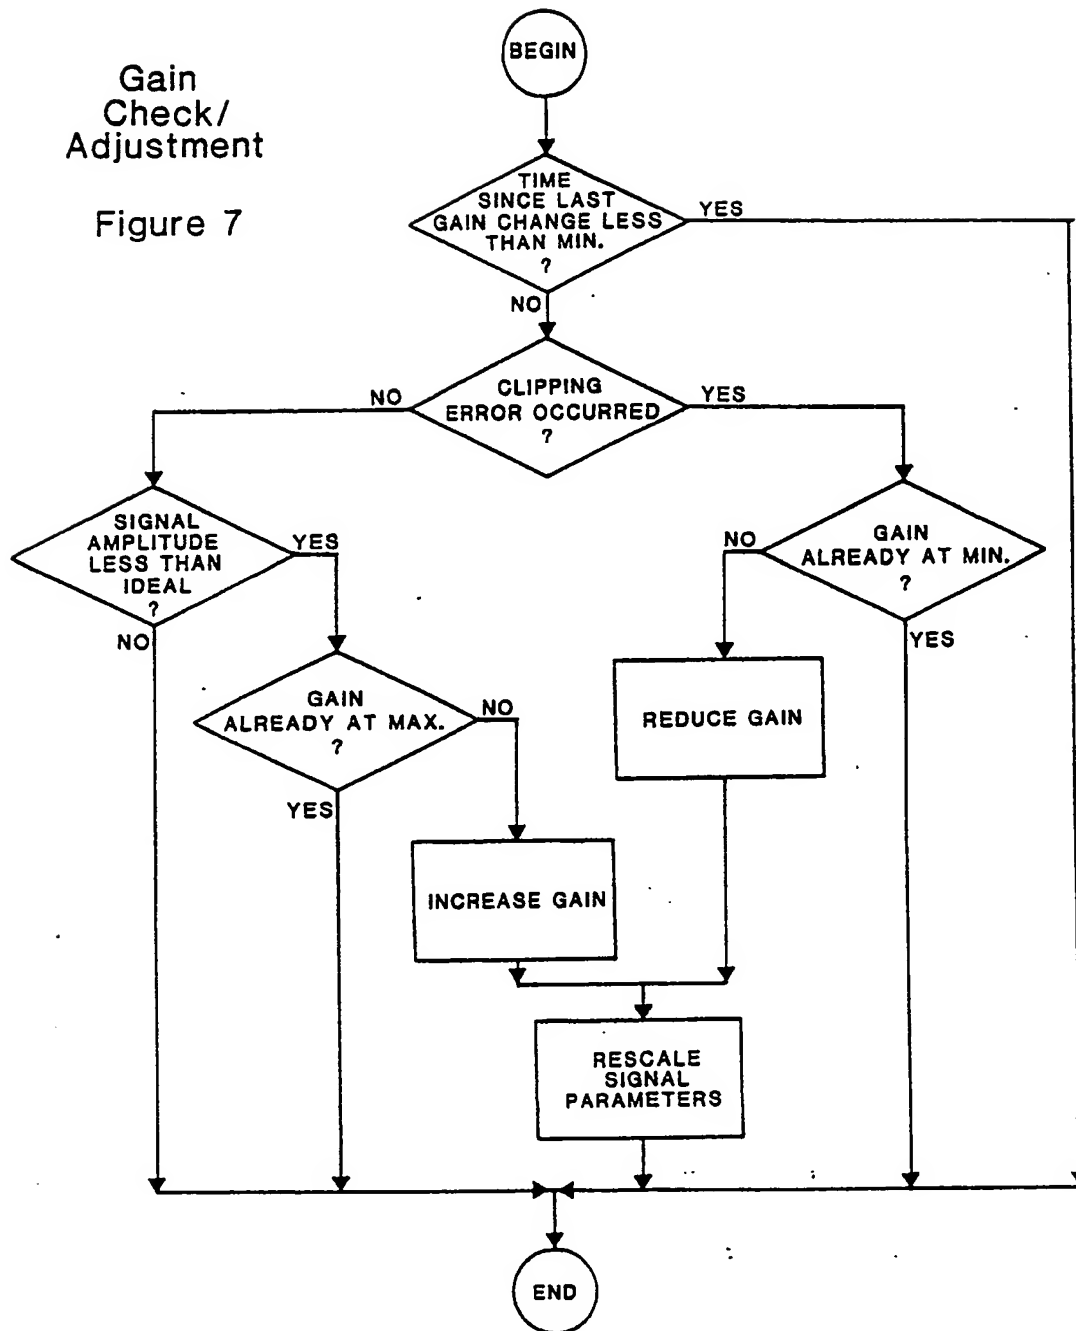 Gain
Check/
Adjustment
Figure 7
BEGIN
TIME
SINCE LAST
GAIN CHANGE LESS
THAN MIN.
?
YES
NO
CLIPPING
ERROR OCCURRED
?
NO
YES
SIGNAL
AMPLITUDE
LESS THAN
IDEAL
?
YES
NO
GAIN
ALREADY AT MIN.
?
NO
YES
GAIN
ALREADY AT MAX.
?
NO
YES
REDUCE GAIN
INCREASE GAIN
RESCALE
SIGNAL
PARAMETERS
END